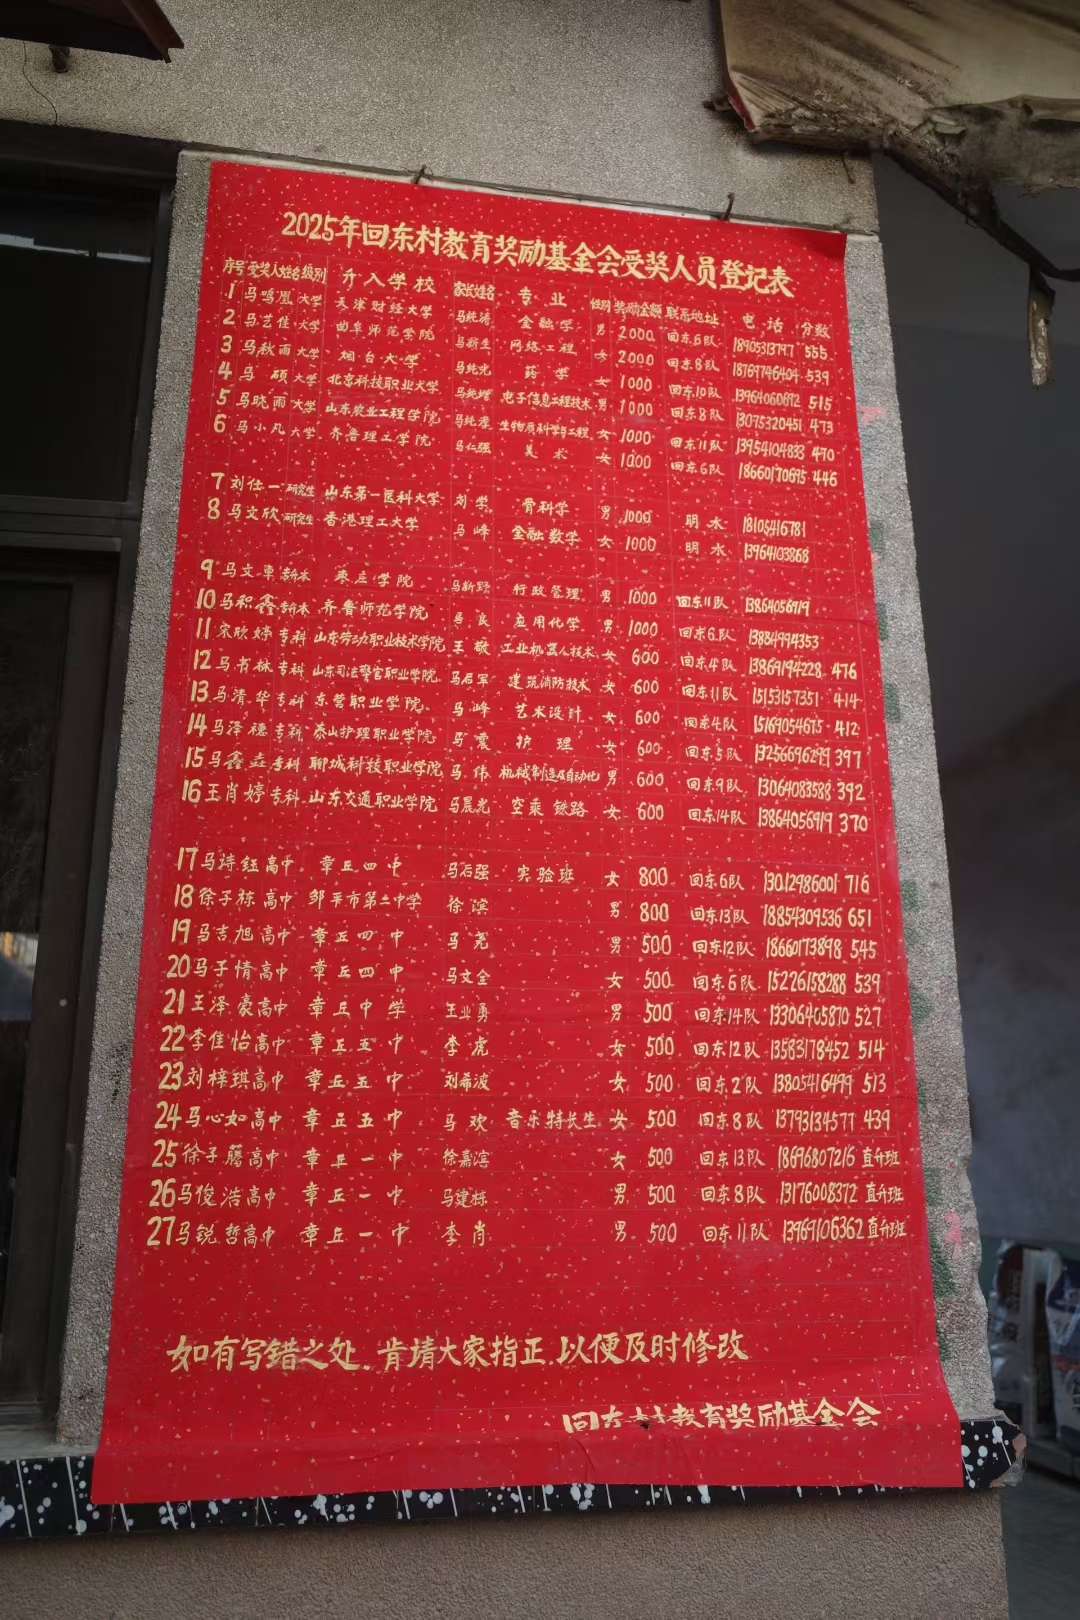 2025年回东村教育奖励基金会受奖人员登记表
序号 受奖人姓名 级别 升入学校 家长姓名 专业 性别 奖励金额 联系地址 电话 分数
1 马鸣凰 大学 天津财经大学 马统涛 金融学 男 2000 回东6队 18905313797 555
2 马艺佳 大学 曲阜师范学院 马新生 网络工程 女 2000 回东8队 18769746404 539
3 马秋雨 大学 烟台大学 药学 女 1000 回东10队 13964060872 515
4 马硕 大学 北京科技职业大学 电子信息工程技术 男 1000 回东8队 13075320451 473
5 马晓雨 大学 山东农业工程学院 生物质科学与工程 女 1000 回东11队 13954104833 470
6 马小凡 大学 齐鲁理工学院 马仁强 美术 女 1000 回东6队 18660170695 446
7 刘任一 研究生 山东第一医科大学 刘学 骨科学 男 1000 明水 18105416781
8 马文欣 研究生 香港理工大学 马峰 金融数学 女 1000 明水 13964103868
9 马文卓 专本 枣庄学院 马新野 行政管理 男 1000 回东11队 13864056919
10 马积鑫 专本 齐鲁师范学院 马良 应用化学 男 1000 回东6队 13884994353
11 宋欣婷 专科 山东劳动职业技术学院 王敬 工业机器人技术 女 600 回东4队 13869194228 476
12 马书林 专科 山东司法警官职业学院 马启军 建筑消防技术 女 600 回东11队 15153157351 414
13 马清华 专科 东营职业学院 马峰 艺术设计 女 600 回东4队 15169054675 412
14 马泽穗 专科 泰山护理职业学院 马震 护理 女 600 回东5队 13256696299 397
15 马鑫垚 专科 聊城科技职业学院 马伟 机械制造及自动化 男 600 回东9队 13064083588 392
16 王肖婷 专科 山东交通职业学院 马晨光 空乘铁路 女 600 回东14队 13864056919 370
17 马诗钰 高中 章丘四中 马后强 实验班 女 800 回东6队 13012986001 716
18 徐子栋 高中 邹平市第二中学 徐滨 男 800 回东13队 18854309536 651
19 马吉旭 高中 章丘四中 马尧 男 500 回东12队 18660173898 545
20 马子情 高中 章丘四中 马文全 女 500 回东6队 15226158288 539
21 王泽豪 高中 章丘中学 王业勇 男 500 回东14队 13306405870 527
22 李佳怡 高中 章丘五中 李虎 女 500 回东12队 13583178452 514
23 刘梓琪 高中 章丘五中 刘希波 女 500 回东2队 13805416499 513
24 马心如 高中 章丘五中 马欢 音乐特长生 女 500 回东8队 13793134577 439
25 徐子腾 高中 章丘一中 徐嘉滨 女 500 回东13队 18696807216 直升班
26 马俊浩 高中 章丘一中 马建栋 男 500 回东8队 13176008372 直升班
27 马锐哲 高中 章丘一中 李肖 男 500 回东11队 13969106362 直升班
如有写错之处.肯请大家指正.以便及时修改
回东村教育奖励基金会